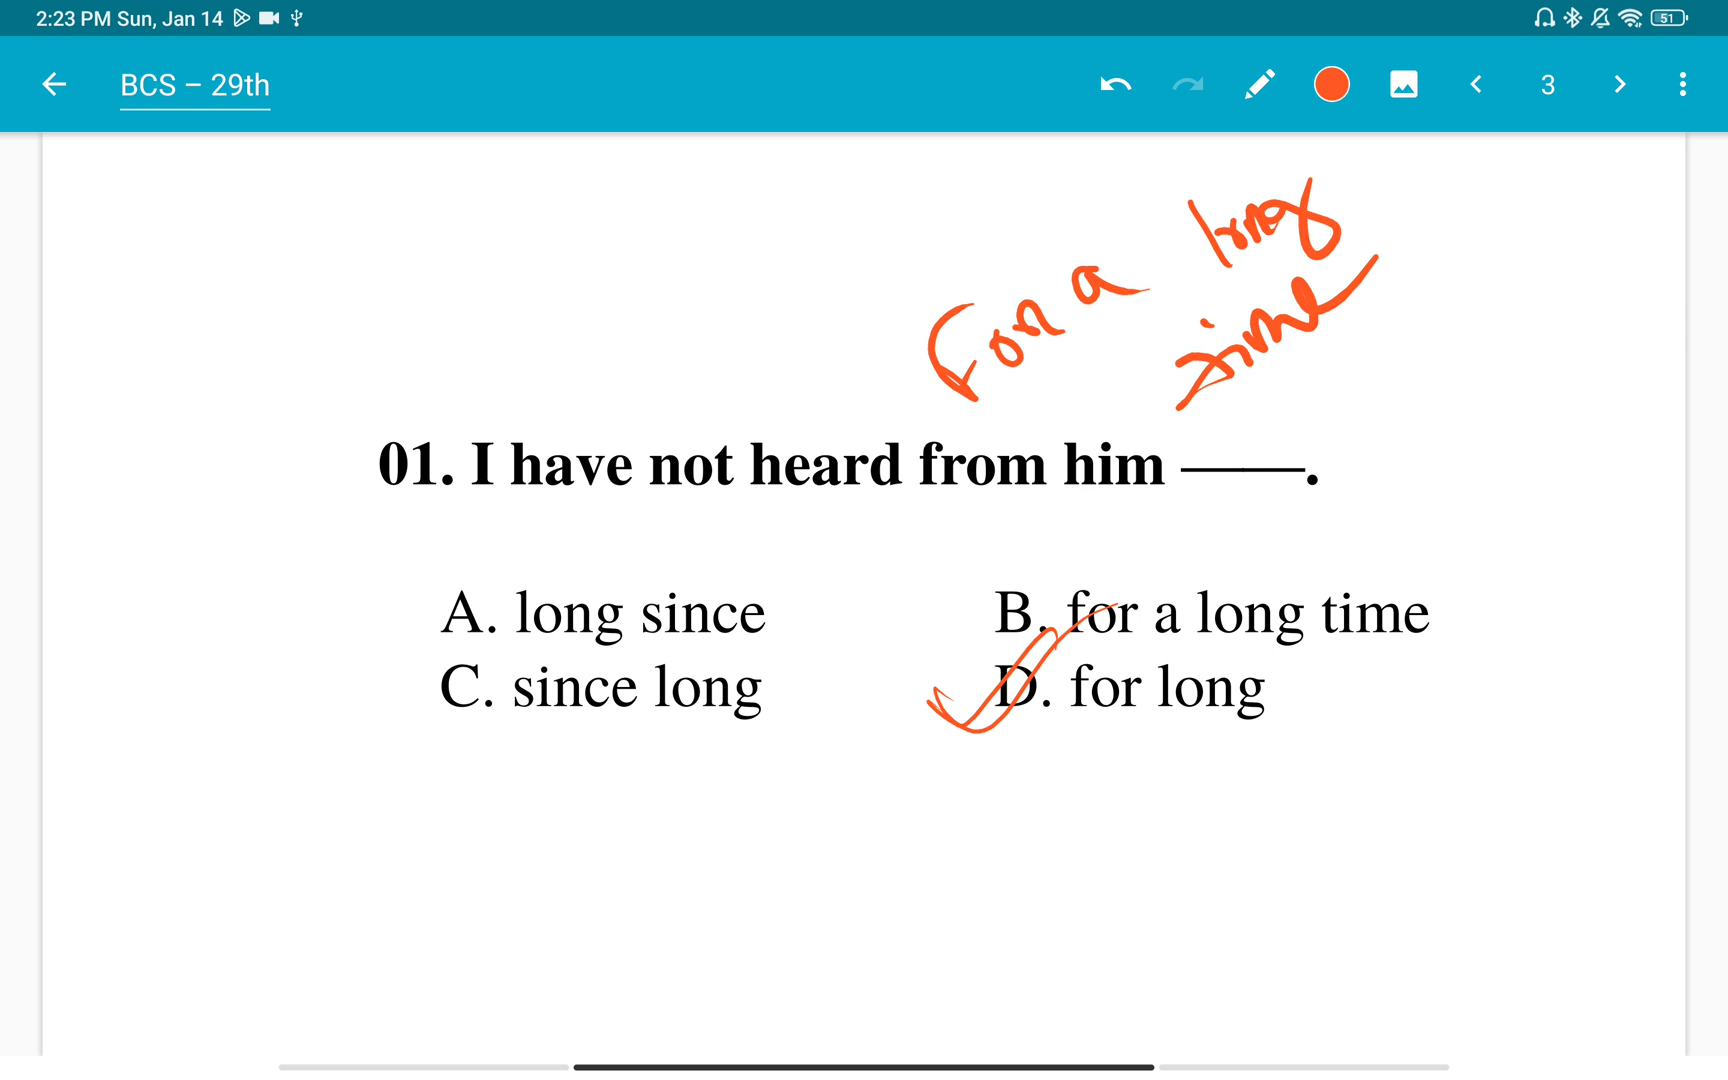 2:23 PM Sun, Jan 14
51
BCS – 29th
3
For a long
time
01. I have not heard from him ——.
A. long since
B. for a long time
C. since long
D. for long